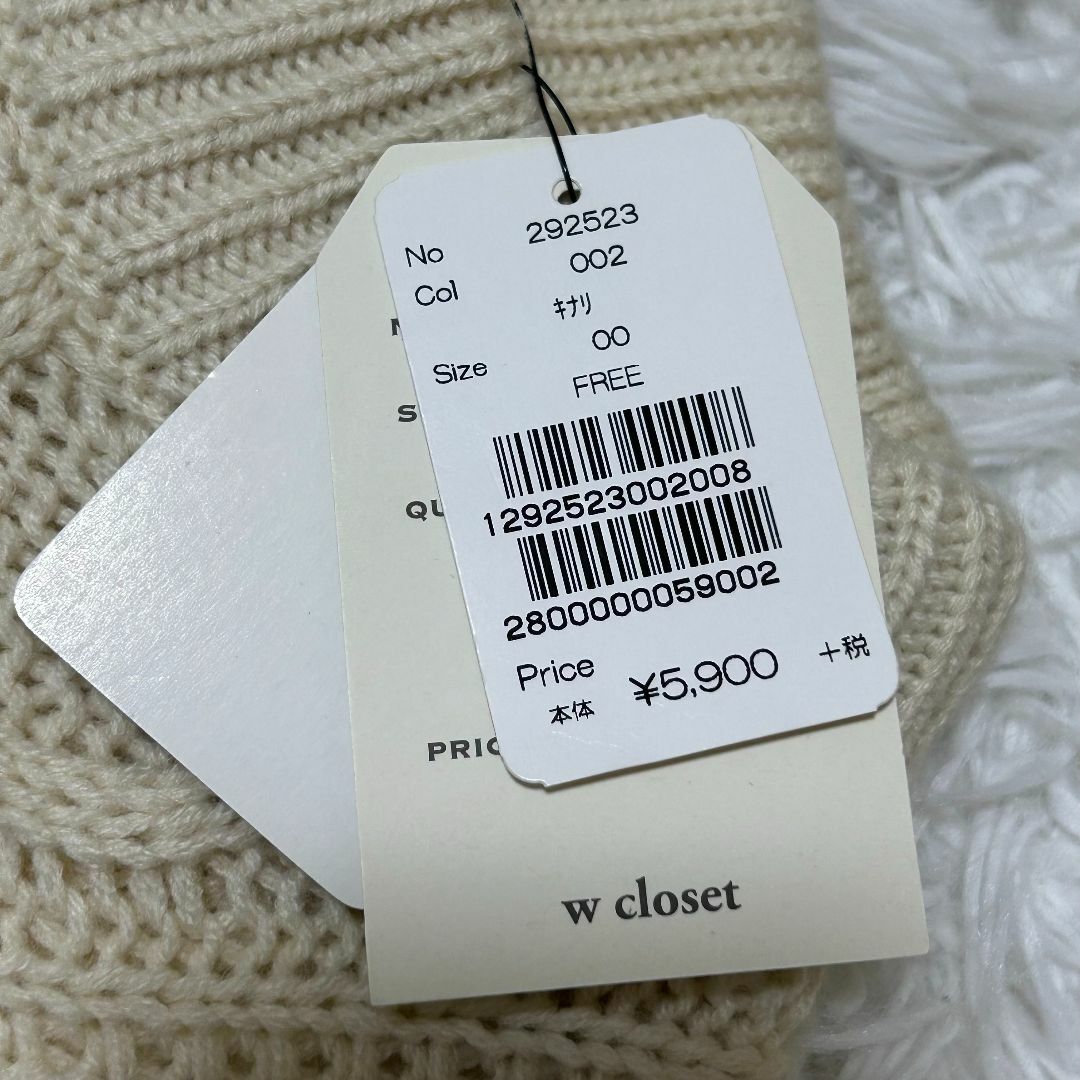 No 292523
002
Col
ｷﾅﾘ
00
Size
FREE
1292523002008
2800000059002
Price
本体 ¥5,900 +税
w closet